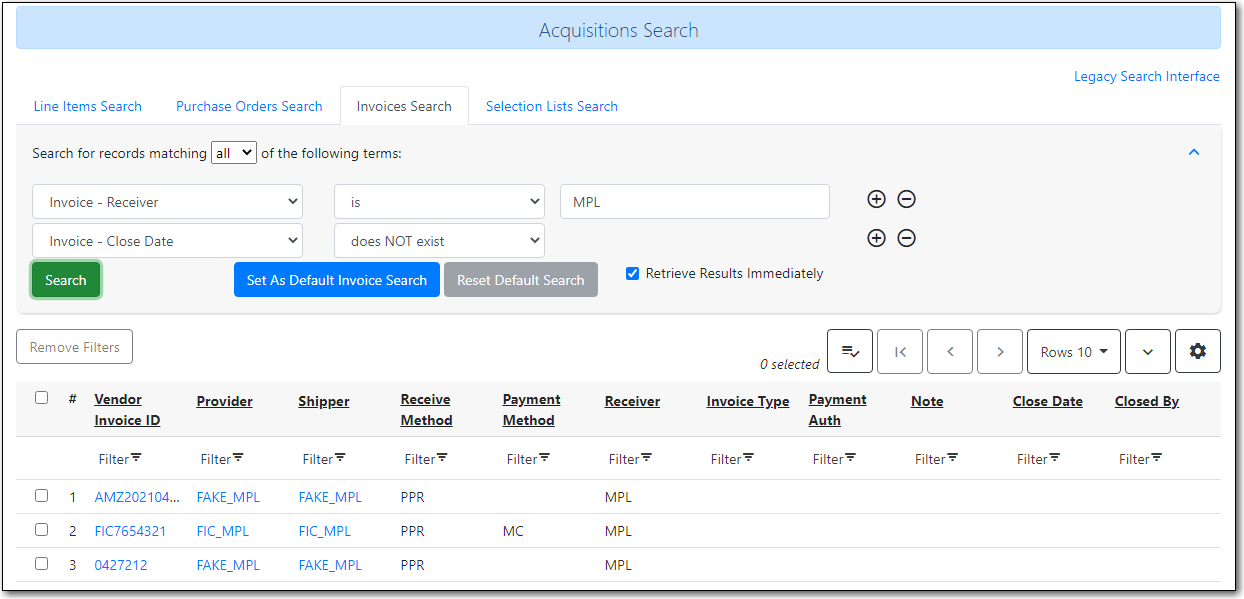 Acquisitions Search
Legacy Search Interface
Line Items Search Purchase Orders Search Invoices Search Selection Lists Search
Search for records matching all of the following terms:
Invoice - Receiver is MPL
Invoice - Close Date does NOT exist
Search Set As Default Invoice Search Reset Default Search Retrieve Results Immediately
Remove Filters 0 selected Rows 10
# Vendor Invoice ID Provider Shipper Receive Method Payment Method Receiver Invoice Type Payment Auth Note Close Date Closed By
Filter Filter Filter Filter Filter Filter Filter Filter Filter Filter Filter
1 AMZ202104... FAKE_MPL FAKE_MPL PPR MPL
2 FIC7654321 FIC_MPL FIC_MPL PPR MC MPL
3 0427212 FAKE_MPL FAKE_MPL PPR MPL